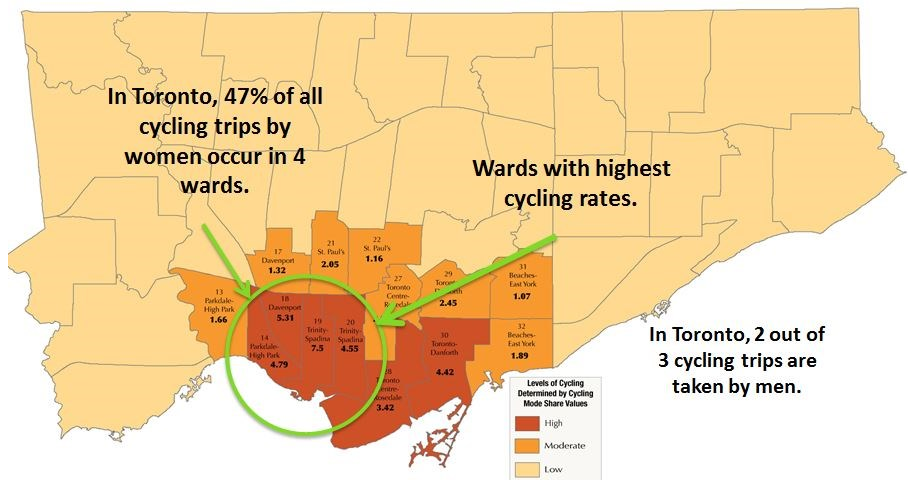 In Toronto, 47% of all
cycling trips by
women occur in 4
wards.
Wards with highest
cycling rates.
17
Davenport
1.32
21
St. Paul's
2.05
22
St. Paul's
1.16
13
Parkdale-
High Park
1.66
18
Davenport
5.31
14
Parkdale-
High Park
4.79
19
Trinity-
Spadina
7.5
20
Trinity-
Spadina
4.55
27
Toronto
Centre-
29
2.45
31
Beaches-
East York
1.07
30
Toronto-
Danforth
4.42
32
Beaches-
East York
1.89
3.42
In Toronto, 2 out of
3 cycling trips are
taken by men.
Levels of Cycling
Determined by Cycling
Mode Share Values
High
Moderate
Low